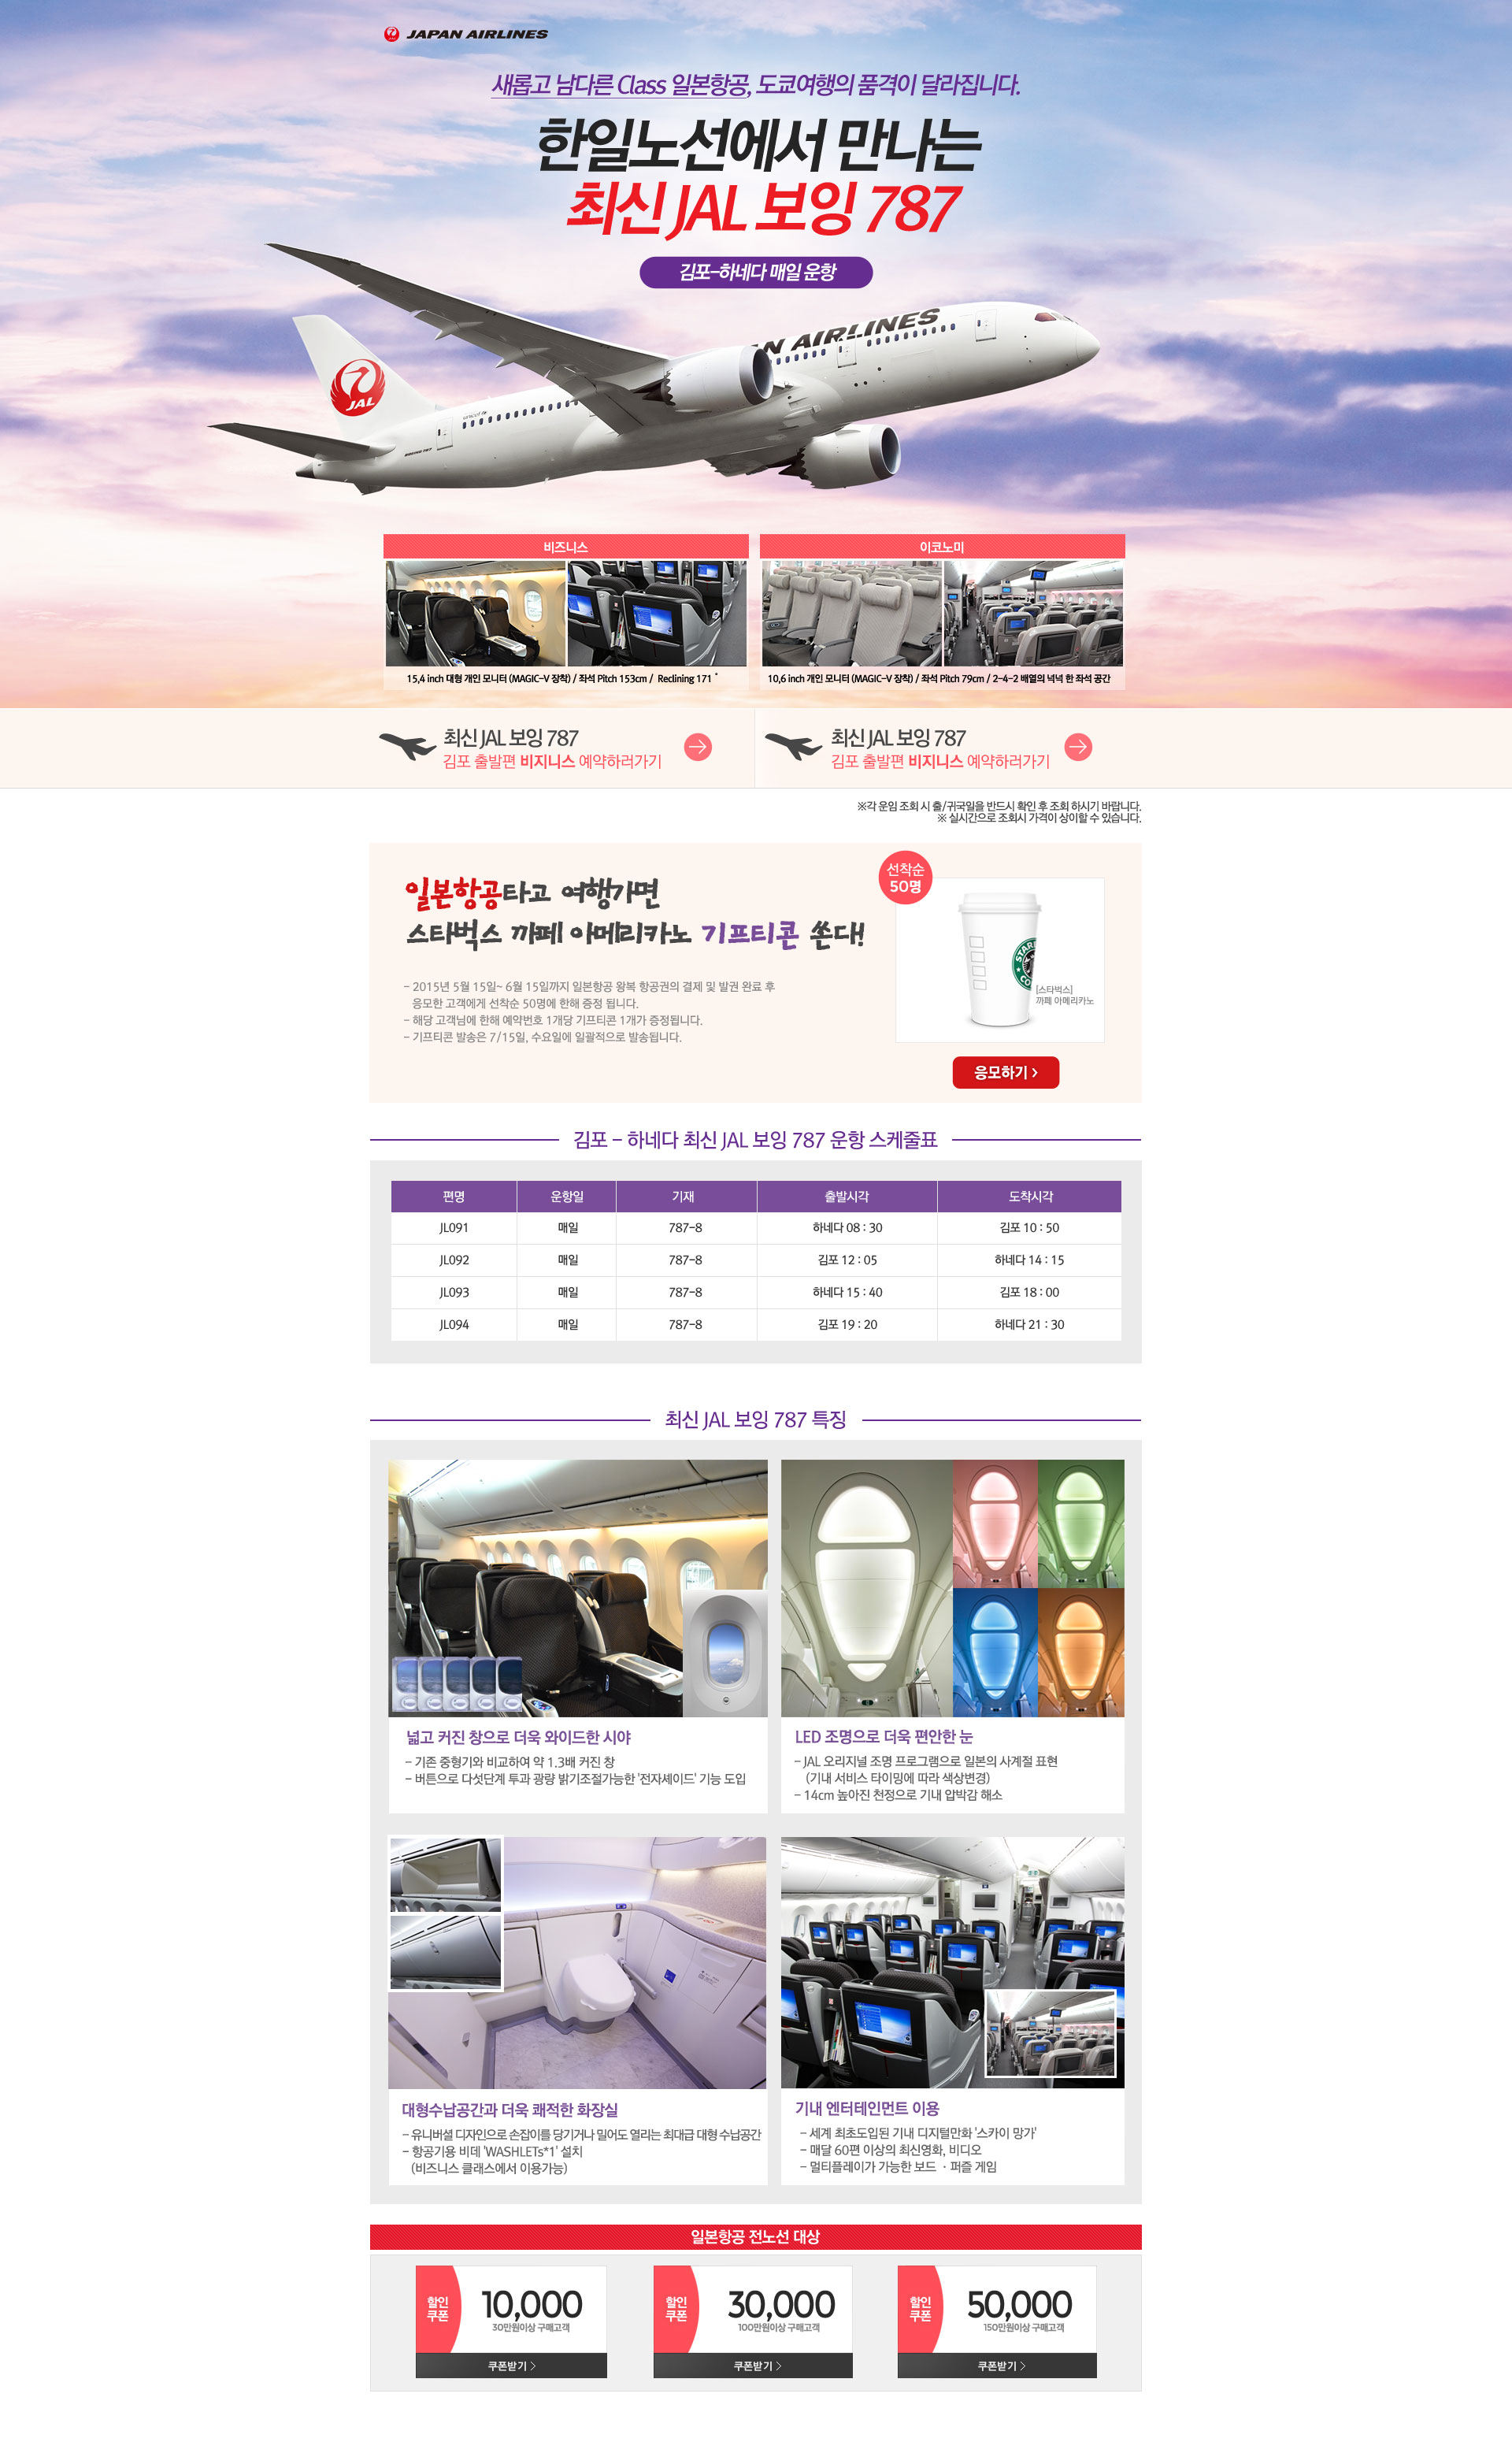 JAPAN AIRLINES
새롭고 남다른 Class 일본항공, 도쿄여행의 품격이 달라집니다.
한일노선에서 만나는
최신 JAL 보잉 787
김포-하네다 매일 운항
N AIRLINES
JAL
unicef
BOEING 787
비즈니스
이코노미
15,4 inch 대형 개인 모니터 (MAGIC-V 장착) / 좌석 Pitch 153cm / Reclining 171 °
10,6 inch 개인 모니터 (MAGIC-V 장착) / 좌석 Pitch 79cm / 2-4-2 배열의 넉넉 한 좌석 공간
최신 JAL 보잉 787
김포 출발편 비지니스 예약하러가기
최신 JAL 보잉 787
김포 출발편 비지니스 예약하러가기
※각 운임 조회 시 출/귀국일을 반드시 확인 후 조회 하시기 바랍니다.
※ 실시간으로 조회시 가격이 상이할 수 있습니다.
일본항공타고 여행가면
스타벅스 까페 아메리카노 기프티콘 쏜다!
선착순
50명
- 2015년 5월 15일~ 6월 15일까지 일본항공 왕복 항공권의 결제 및 발권 완료 후
응모한 고객에게 선착순 50명에 한해 증정 됩니다.
- 해당 고객님에 한해 예약번호 1개당 기프티콘 1개가 증정됩니다.
- 기프티콘 발송은 7/15일, 수요일에 일괄적으로 발송됩니다.
[스타벅스]
까페 아메리카노
응모하기 >
김포 - 하네다 최신 JAL 보잉 787 운항 스케줄표
편명 운항일 기재 출발시각 도착시각
JL091 매일 787-8 하네다 08 : 30 김포 10 : 50
JL092 매일 787-8 김포 12 : 05 하네다 14 : 15
JL093 매일 787-8 하네다 15 : 40 김포 18 : 00
JL094 매일 787-8 김포 19 : 20 하네다 21 : 30
최신 JAL 보잉 787 특징
넓고 커진 창으로 더욱 와이드한 시야
- 기존 중형기와 비교하여 약 1.3배 커진 창
- 버튼으로 다섯단계 투과 광량 밝기조절가능한 '전자셰이드' 기능 도입
LED 조명으로 더욱 편안한 눈
- JAL 오리지널 조명 프로그램으로 일본의 사계절 표현
(기내 서비스 타이밍에 따라 색상변경)
- 14cm 높아진 천정으로 기내 압박감 해소
대형수납공간과 더욱 쾌적한 화장실
- 유니버셜 디자인으로 손잡이를 당기거나 밀어도 열리는 최대급 대형 수납공간
- 항공기용 비데 'WASHLETs*1' 설치
(비즈니스 클래스에서 이용가능)
기내 엔터테인먼트 이용
- 세계 최초도입된 기내 디지털만화 '스카이 망가'
- 매달 60편 이상의 최신영화, 비디오
- 멀티플레이가 가능한 보드 · 퍼즐 게임
일본항공 전노선 대상
할인
쿠폰
10,000
30만원이상 구매고객
쿠폰받기 >
할인
쿠폰
30,000
100만원이상 구매고객
쿠폰받기 >
할인
쿠폰
50,000
150만원이상 구매고객
쿠폰받기 >